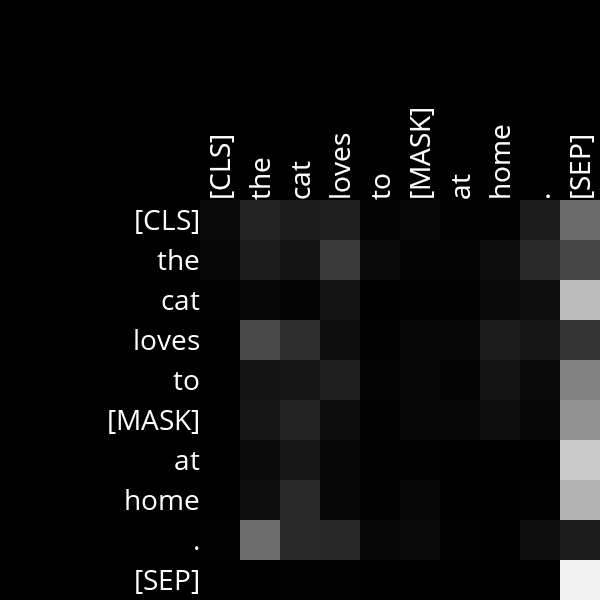 [CLS] the cat loves to [MASK] at home . [SEP]
[CLS]
the
cat
loves
to
[MASK]
at
home
.
[SEP]